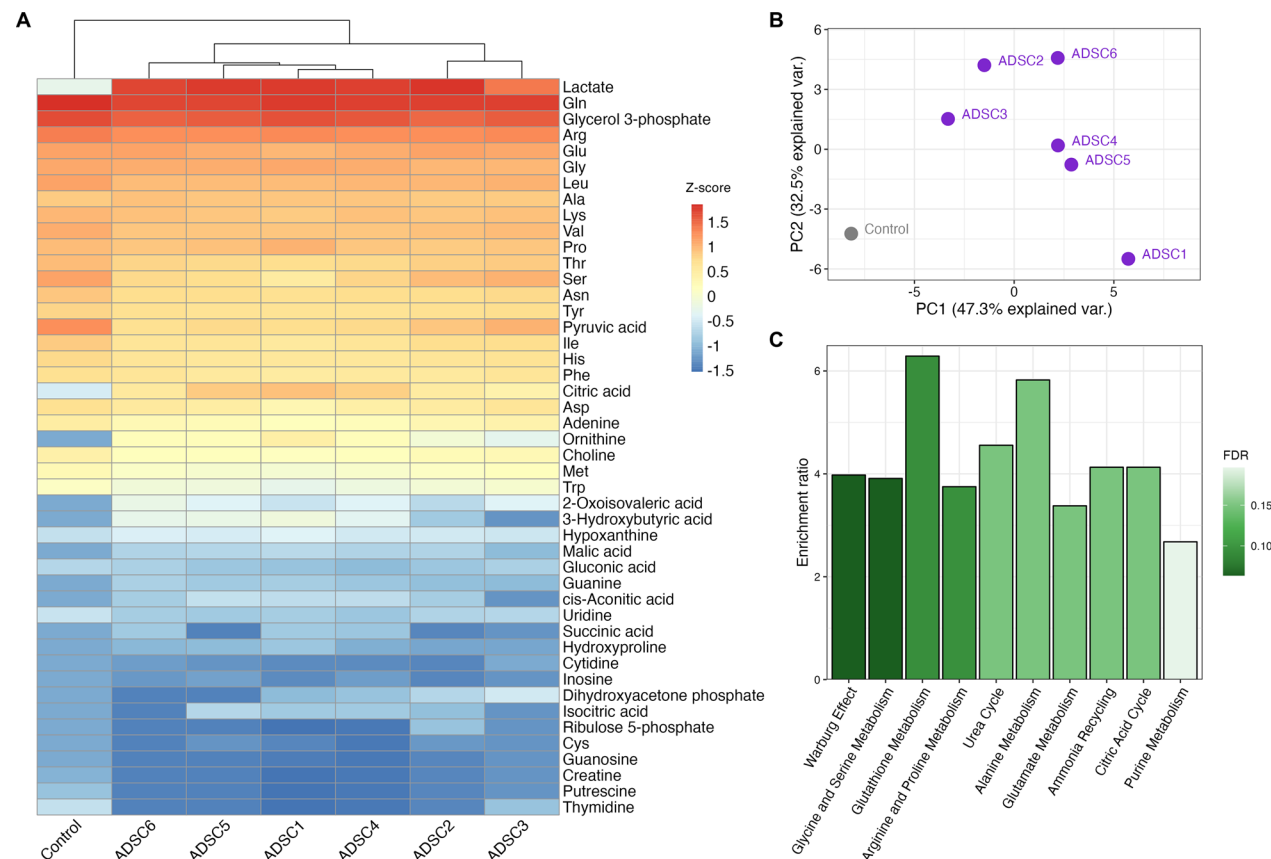 A
Lactate
Gln
Glycerol 3-phosphate
Arg
Glu
Gly
Leu
Ala
Lys
Val
Pro
Thr
Ser
Asn
Tyr
Pyruvic acid
Ile
His
Phe
Citric acid
Asp
Adenine
Ornithine
Choline
Met
Trp
2-Oxoisovaleric acid
3-Hydroxybutyric acid
Hypoxanthine
Malic acid
Gluconic acid
Guanine
cis-Aconitic acid
Uridine
Succinic acid
Hydroxyproline
Cytidine
Inosine
Dihydroxyacetone phosphate
Isocitric acid
Ribulose 5-phosphate
Cys
Guanosine
Creatine
Putrescine
Thymidine
Control
ADSC6
ADSC5
ADSC1
ADSC4
ADSC2
ADSC3
Z-score
1.5
1
0.5
0
-0.5
-1
-1.5
B
PC2 (32.5% explained var.)
6
3
0
-3
-6
ADSC2
ADSC6
ADSC3
ADSC4
ADSC5
Control
ADSC1
-5
0
5
PC1 (47.3% explained var.)
C
Enrichment ratio
6
4
2
0
Warburg Effect
Glycine and Serine Metabolism
Glutathione Metabolism
Arginine and Proline Metabolism
Urea Cycle
Alanine Metabolism
Glutamate Metabolism
Ammonia Recycling
Citric Acid Cycle
Purine Metabolism
FDR
0.15
0.10